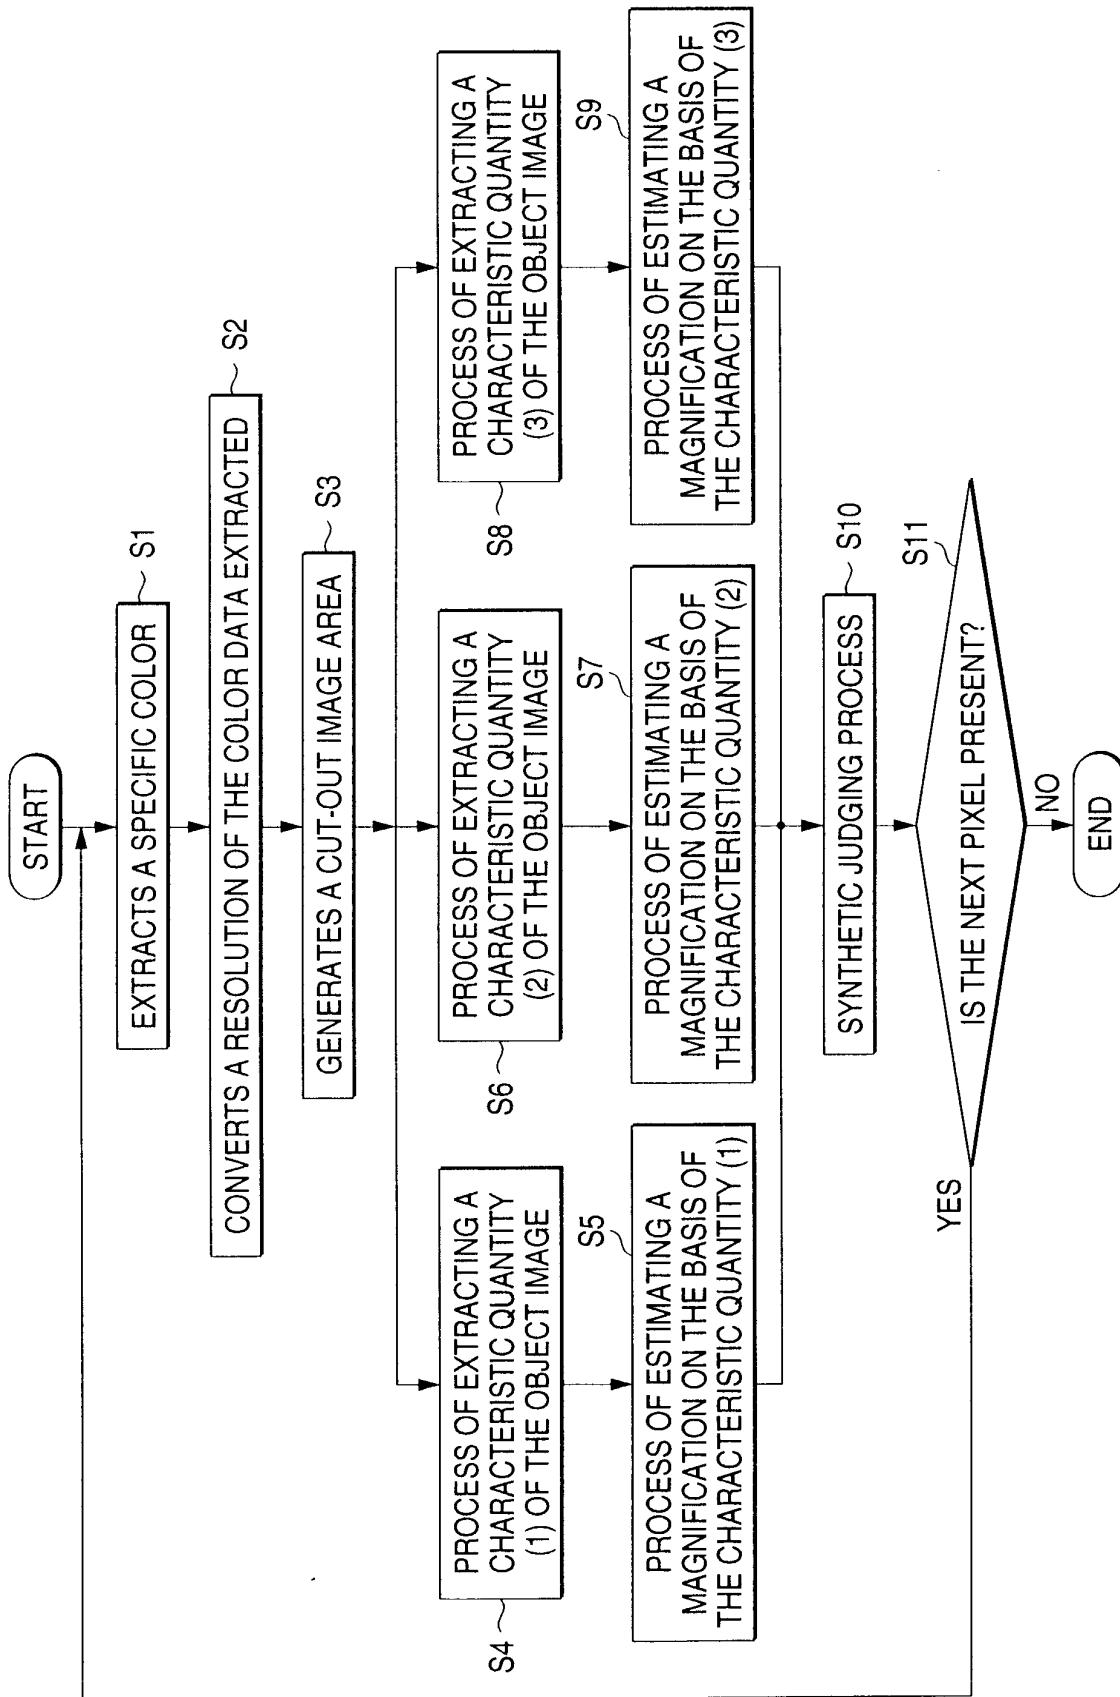 START
EXTRACTS A SPECIFIC COLOR
S1
CONVERTS A RESOLUTION OF THE COLOR DATA EXTRACTED
S2
GENERATES A CUT-OUT IMAGE AREA
S3
S4
PROCESS OF EXTRACTING A
CHARACTERISTIC QUANTITY
(1) OF THE OBJECT IMAGE
S6
PROCESS OF EXTRACTING A
CHARACTERISTIC QUANTITY
(2) OF THE OBJECT IMAGE
S8
PROCESS OF EXTRACTING A
CHARACTERISTIC QUANTITY
(3) OF THE OBJECT IMAGE
S5
PROCESS OF ESTIMATING A
MAGNIFICATION ON THE BASIS OF
THE CHARACTERISTIC QUANTITY (1)
S7
PROCESS OF ESTIMATING A
MAGNIFICATION ON THE BASIS OF
THE CHARACTERISTIC QUANTITY (2)
S9
PROCESS OF ESTIMATING A
MAGNIFICATION ON THE BASIS OF
THE CHARACTERISTIC QUANTITY (3)
SYNTHETIC JUDGING PROCESS
S10
S11
IS THE NEXT PIXEL PRESENT?
YES
NO
END